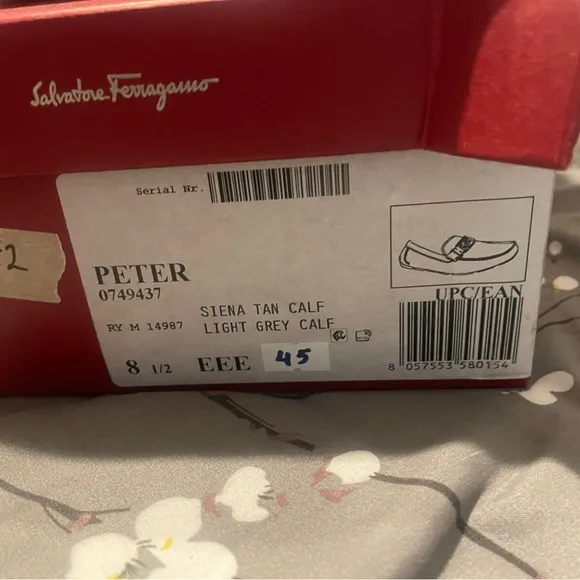 Salvatore Ferragamo
Serial Nr.
2
PETER
0749437
UPC/EAN
SIENA TAN CALF
RY M 14987 LIGHT GREY CALF
8 1/2 EEE 45
8 057553 580154